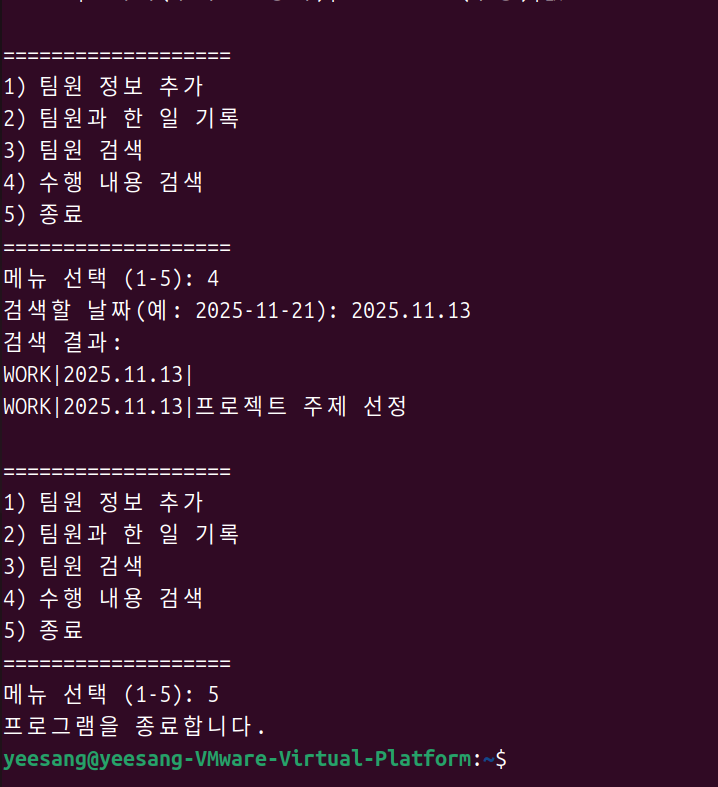 ===================
1) 팀원 정보 추가
2) 팀원과 한 일 기록
3) 팀원 검색
4) 수행 내용 검색
5) 종료
===================
메뉴 선택 (1-5): 4
검색할 날짜(예: 2025-11-21): 2025.11.13
검색 결과:
WORK|2025.11.13|
WORK|2025.11.13|프로젝트 주제 선정
===================
1) 팀원 정보 추가
2) 팀원과 한 일 기록
3) 팀원 검색
4) 수행 내용 검색
5) 종료
===================
메뉴 선택 (1-5): 5
프로그램을 종료합니다.
yeesang@yeesang-VMware-Virtual-Platform:~$